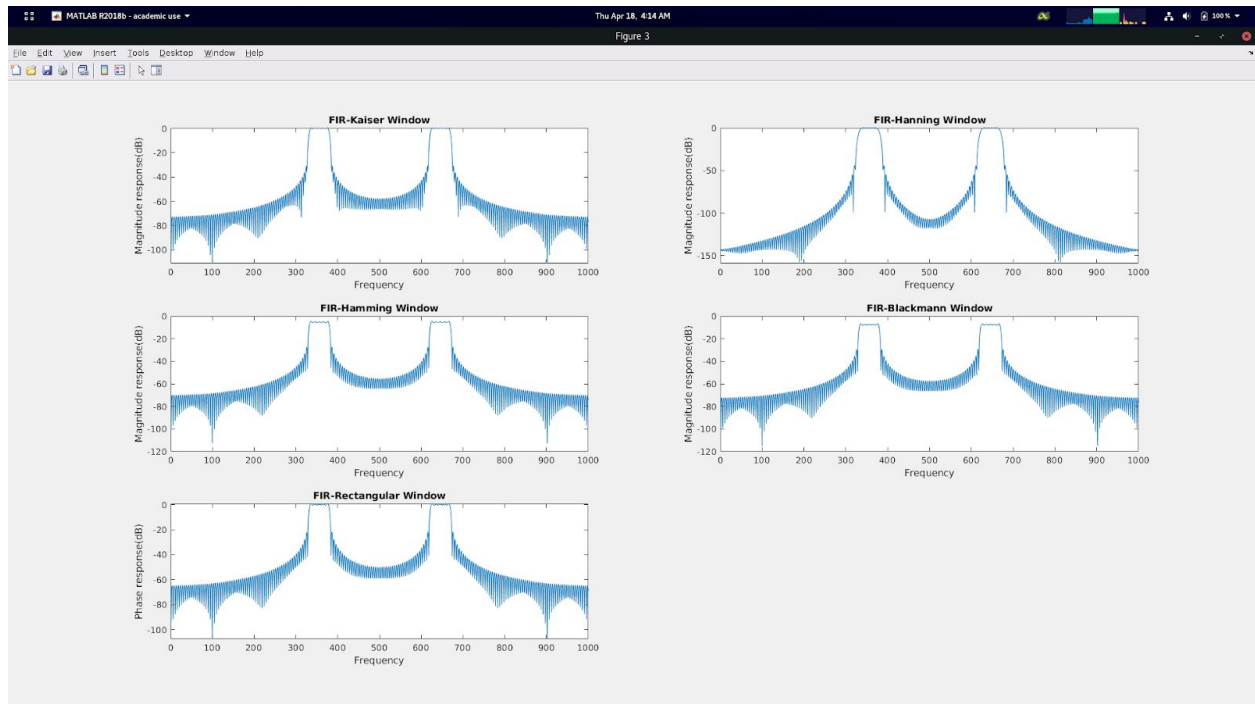 MATLAB R2018b - academic use
Thu Apr 18, 4:14 AM
100 %
Figure 3
File Edit View Insert Tools Desktop Window Help
FIR-Kaiser Window
Magnitude response(dB)
0
-20
-40
-60
-80
-100
0 100 200 300 400 500 600 700 800 900 1000
Frequency
FIR-Hanning Window
Magnitude response(dB)
0
-50
-100
-150
0 100 200 300 400 500 600 700 800 900 1000
Frequency
FIR-Hamming Window
Magnitude response(dB)
0
-20
-40
-60
-80
-100
-120
0 100 200 300 400 500 600 700 800 900 1000
Frequency
FIR-Blackmann Window
Magnitude response(dB)
0
-20
-40
-60
-80
-100
-120
0 100 200 300 400 500 600 700 800 900 1000
Frequency
FIR-Rectangular Window
Phase response(dB)
0
-20
-40
-60
-80
-100
0 100 200 300 400 500 600 700 800 900 1000
Frequency